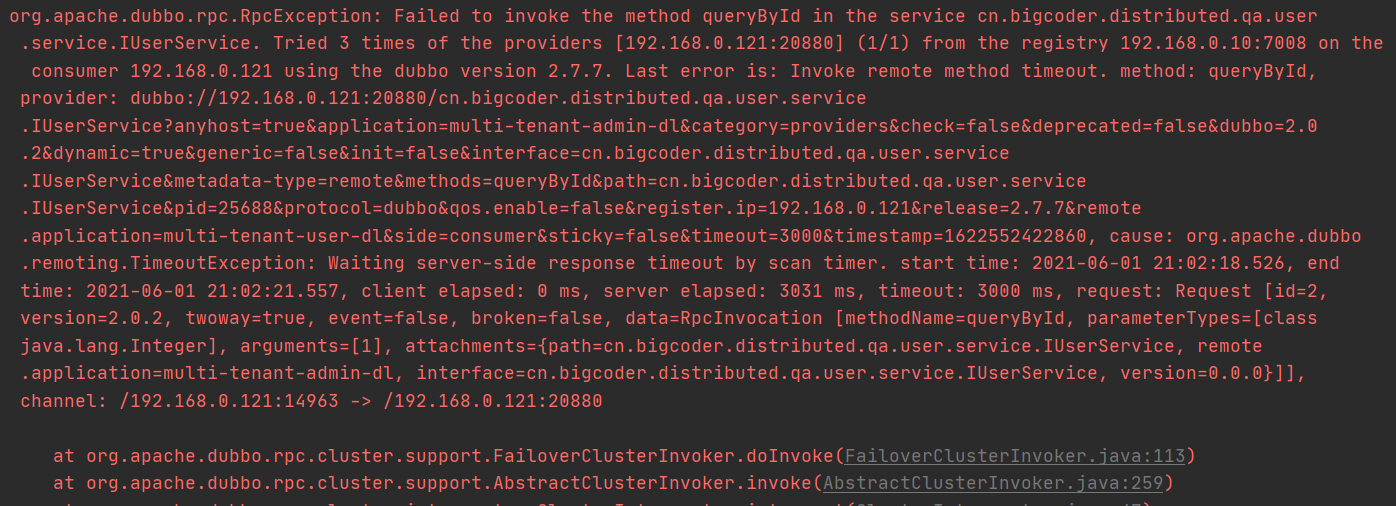 org.apache.dubbo.rpc.RpcException: Failed to invoke the method queryById in the service cn.bigcoder.distributed.qa.user
.service.IUserService. Tried 3 times of the providers [192.168.0.121:20880] (1/1) from the registry 192.168.0.10:7008 on the
consumer 192.168.0.121 using the dubbo version 2.7.7. Last error is: Invoke remote method timeout. method: queryById,
provider: dubbo://192.168.0.121:20880/cn.bigcoder.distributed.qa.user.service
.IUserService?anyhost=true&application=multi-tenant-admin-dl&category=providers&check=false&deprecated=false&dubbo=2.0
.2&dynamic=true&generic=false&init=false&interface=cn.bigcoder.distributed.qa.user.service
.IUserService&metadata-type=remote&methods=queryById&path=cn.bigcoder.distributed.qa.user.service
.IUserService&pid=25688&protocol=dubbo&qos.enable=false&register.ip=192.168.0.121&release=2.7.7&remote
.application=multi-tenant-user-dl&side=consumer&sticky=false&timeout=3000&timestamp=1622552422860, cause: org.apache.dubbo
.remoting.TimeoutException: Waiting server-side response timeout by scan timer. start time: 2021-06-01 21:02:18.526, end
time: 2021-06-01 21:02:21.557, client elapsed: 0 ms, server elapsed: 3031 ms, timeout: 3000 ms, request: Request [id=2,
version=2.0.2, twoway=true, event=false, broken=false, data=RpcInvocation [methodName=queryById, parameterTypes=[class
java.lang.Integer], arguments=[1], attachments={path=cn.bigcoder.distributed.qa.user.service.IUserService, remote
.application=multi-tenant-admin-dl, interface=cn.bigcoder.distributed.qa.user.service.IUserService, version=0.0.0}]],
channel: /192.168.0.121:14963 -> /192.168.0.121:20880
at org.apache.dubbo.rpc.cluster.support.FailoverClusterInvoker.doInvoke(FailoverClusterInvoker.java:113)
at org.apache.dubbo.rpc.cluster.support.AbstractClusterInvoker.invoke(AbstractClusterInvoker.java:259)